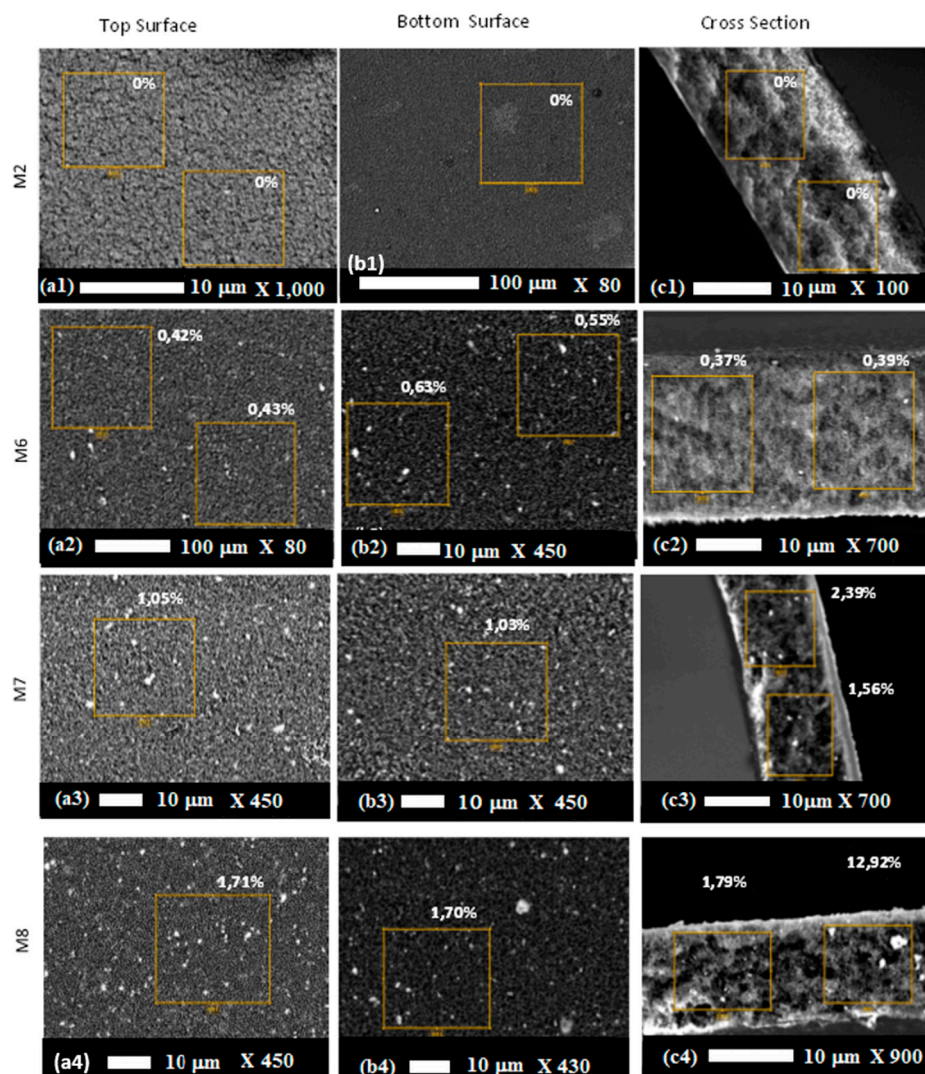 Top Surface
Bottom Surface
Cross Section
M2
0%
0%
0%
0%
0%
(a1) 10 µm X 1,000
(b1) 100 µm X 80
(c1) 10 µm X 100
M6
0,42%
0,43%
0,55%
0,63%
0,37%
0,39%
(a2) 100 µm X 80
(b2) 10 µm X 450
(c2) 10 µm X 700
M7
1,05%
1,03%
2,39%
1,56%
(a3) 10 µm X 450
(b3) 10 µm X 450
(c3) 10µm X 700
M8
1,71%
1,70%
1,79%
12,92%
(a4) 10 µm X 450
(b4) 10 µm X 430
(c4) 10 µm X 900